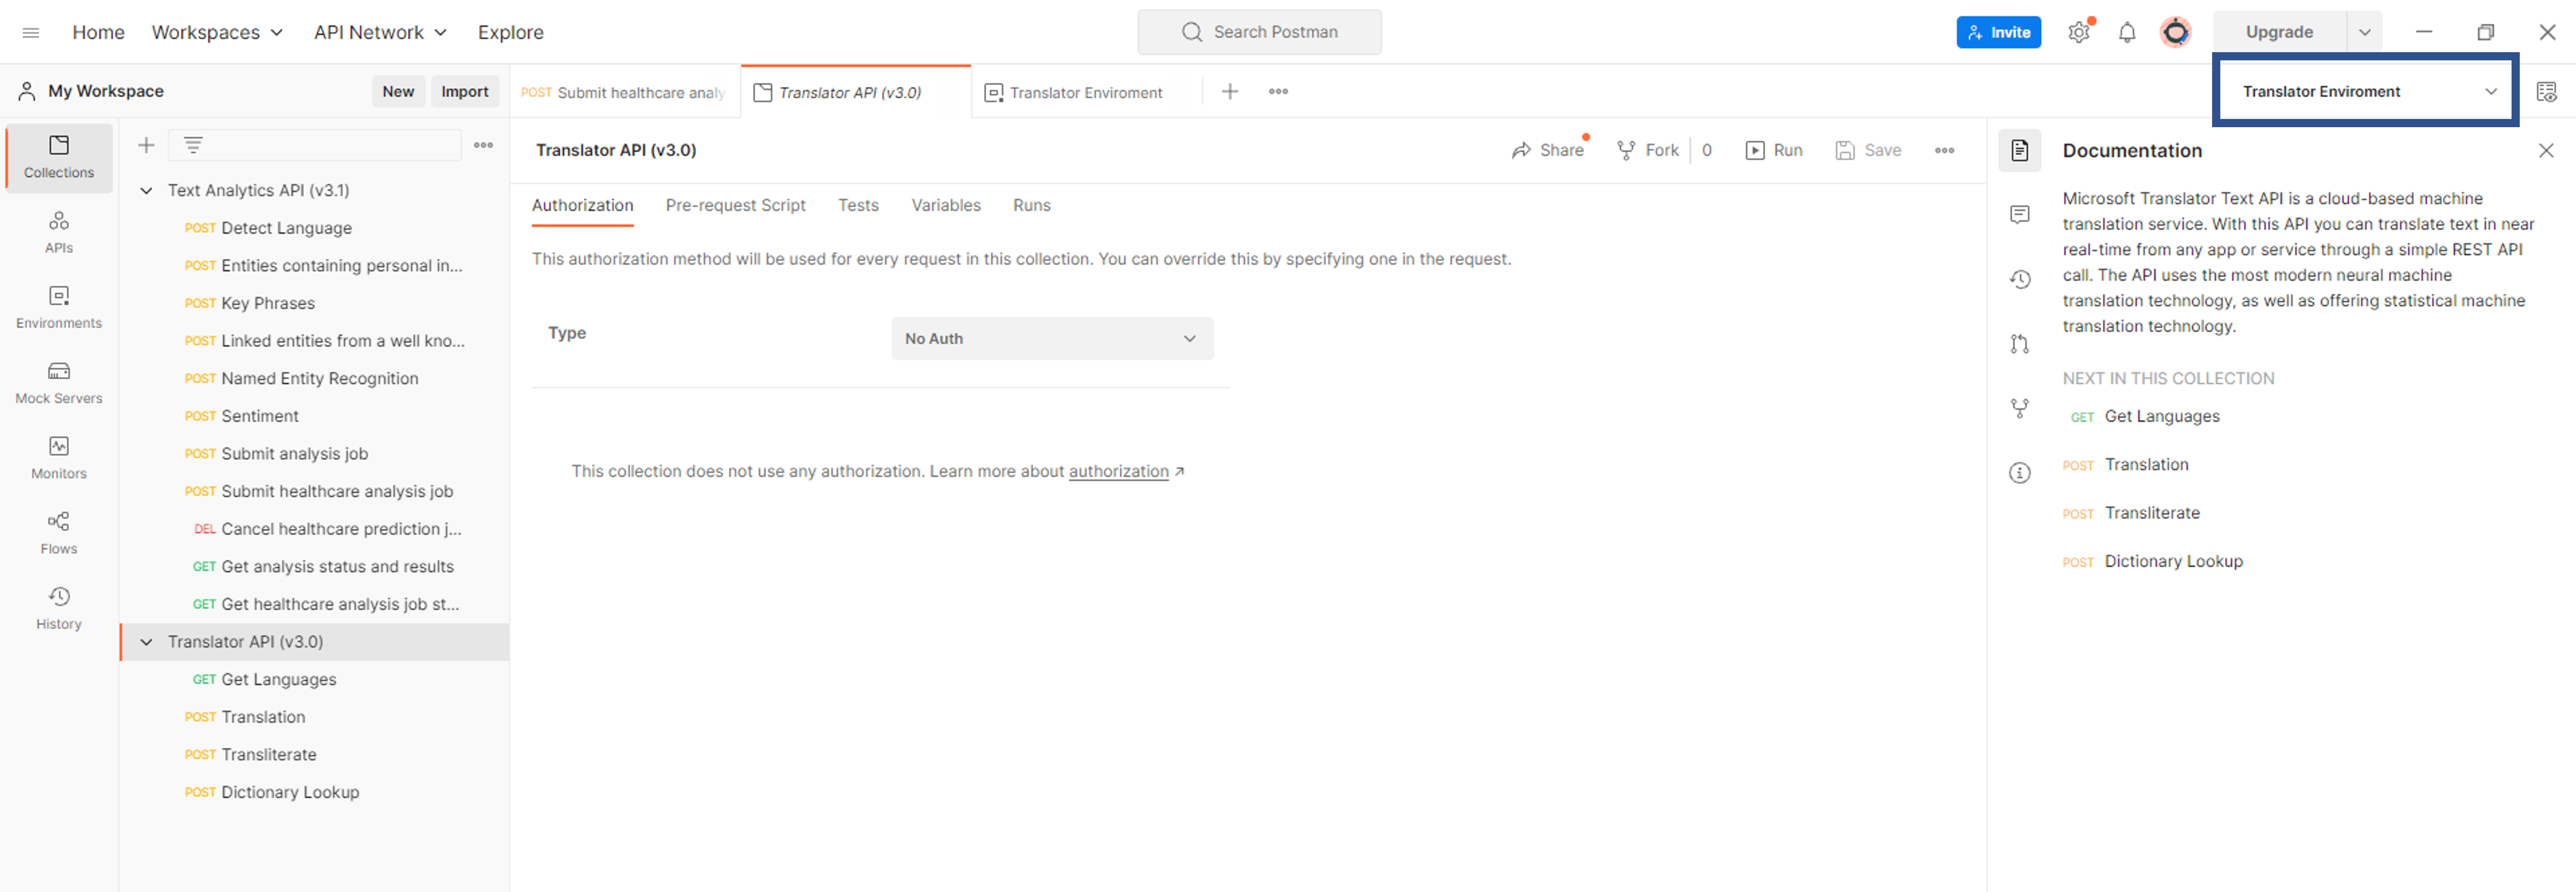 Home Workspaces API Network Explore Search Postman Invite Upgrade
My Workspace New Import POST Submit healthcare analy Translator API (v3.0) Translator Enviroment Translator Enviroment
Collections
APIs
Environments
Mock Servers
Monitors
Flows
History
Text Analytics API (v3.1)
POST Detect Language
POST Entities containing personal in...
POST Key Phrases
POST Linked entities from a well kno...
POST Named Entity Recognition
POST Sentiment
POST Submit analysis job
POST Submit healthcare analysis job
DEL Cancel healthcare prediction j...
GET Get analysis status and results
GET Get healthcare analysis job st...
Translator API (v3.0)
GET Get Languages
POST Translation
POST Transliterate
POST Dictionary Lookup
Translator API (v3.0) Share Fork 0 Run Save
Authorization Pre-request Script Tests Variables Runs
This authorization method will be used for every request in this collection. You can override this by specifying one in the request.
Type No Auth
This collection does not use any authorization. Learn more about authorization ↗
Documentation
Microsoft Translator Text API is a cloud-based machine
translation service. With this API you can translate text in near
real-time from any app or service through a simple REST API
call. The API uses the most modern neural machine
translation technology, as well as offering statistical machine
translation technology.
NEXT IN THIS COLLECTION
GET Get Languages
POST Translation
POST Transliterate
POST Dictionary Lookup